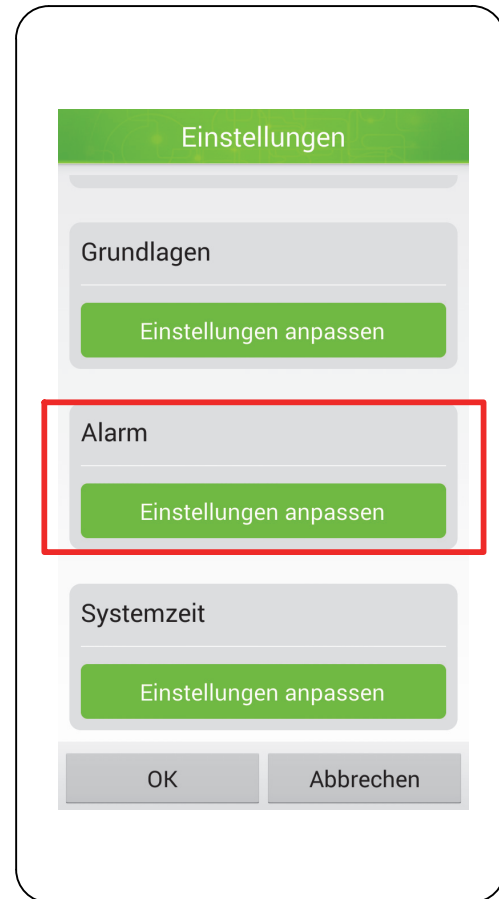 Einstellungen
Grundlagen
Einstellungen anpassen
Alarm
Einstellungen anpassen
Systemzeit
Einstellungen anpassen
OK Abbrechen